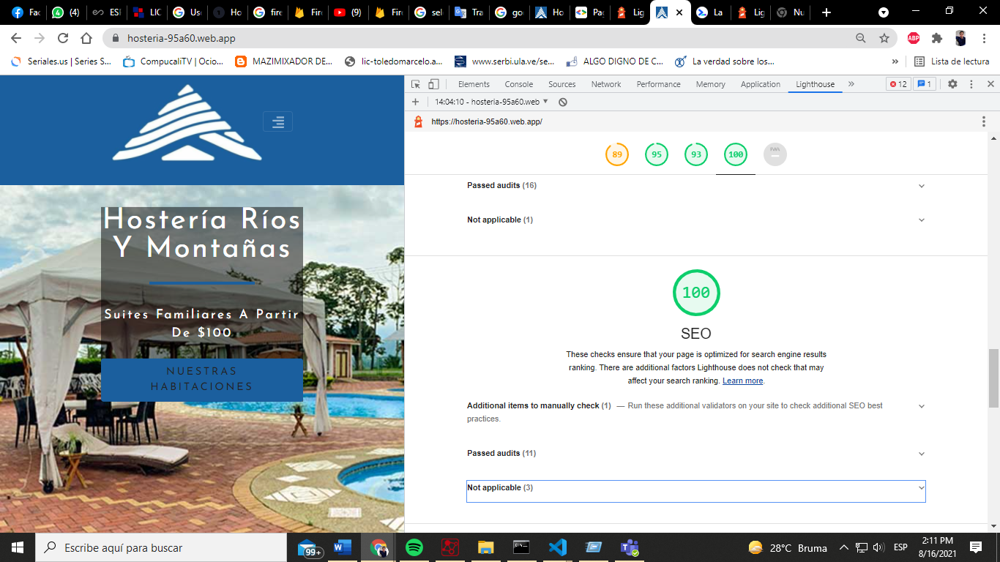 Fac
(4)
ESI
LIC
Use
Ho
fire
Fire
(9)
Fire
sele
Tra
goo
Ho
Pag
Lig
La
Lig
Nu
hosteria-95a60.web.app
ABP
Seriales.us | Series S...
CompucaliTV | Ocio...
MAZIMIXADOR DE...
lic-toledomarcelo.a...
www.serbi.ula.ve/se...
ALGO DIGNO DE C...
La verdad sobre los...
»
Lista de lectura
Elements
Console
Sources
Network
Performance
Memory
Application
Lighthouse
»
12
1
14:04:10 - hosteria-95a60.web
https://hosteria-95a60.web.app/
89
95
93
100
PWA
Passed audits (16)
Not applicable (1)
100
SEO
These checks ensure that your page is optimized for search engine results
ranking. There are additional factors Lighthouse does not check that may
affect your search ranking. Learn more.
Additional items to manually check (1) — Run these additional validators on your site to check additional SEO best
practices.
Passed audits (11)
Not applicable (3)
Hostería Ríos
Y Montañas
Suites Familiares A Partir
De $100
NUESTRAS
HABITACIONES
Escribe aquí para buscar
99+
28°C Bruma
ESP
2:11 PM
8/16/2021